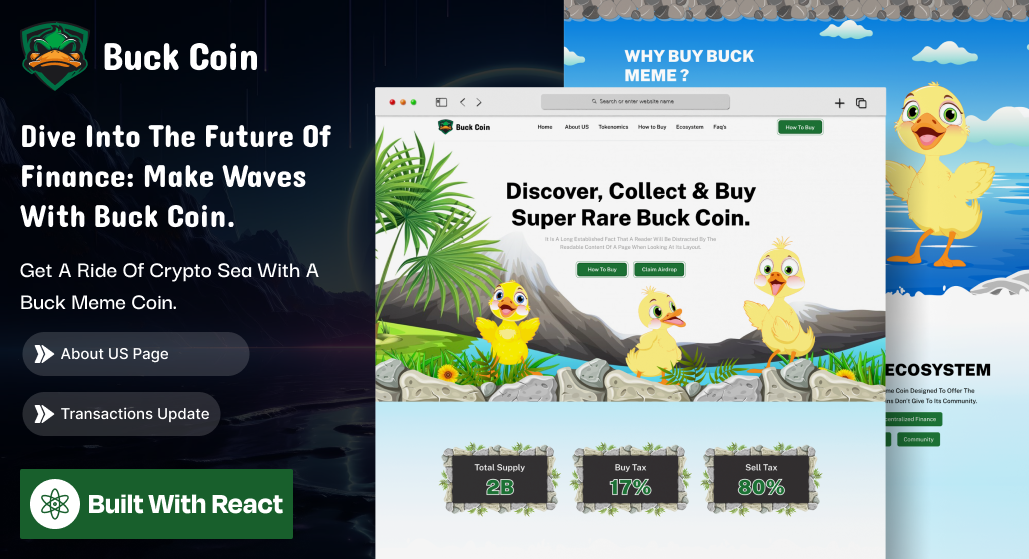 Buck Coin
Dive Into The Future Of
Finance: Make Waves
With Buck Coin.
Get A Ride Of Crypto Sea With A
Buck Meme Coin.
About US Page
Transactions Update
Built With React
WHY BUY BUCK
MEME ?
Search or enter website name
Buck Coin
Home About US Tokenomics How to Buy Ecosystem Faq's
How To Buy
Discover, Collect & Buy
Super Rare Buck Coin.
It Is A Long Established Fact That A Reader Will Be Distracted By The
Readable Content Of A Page When Looking At Its Layout.
How To Buy Claim Airdrop
Total Supply
2B
Buy Tax
17%
Sell Tax
80%
ECOSYSTEM
me Coin Designed To Offer The
ns Don't Give To Its Community.
centralized Finance
Community